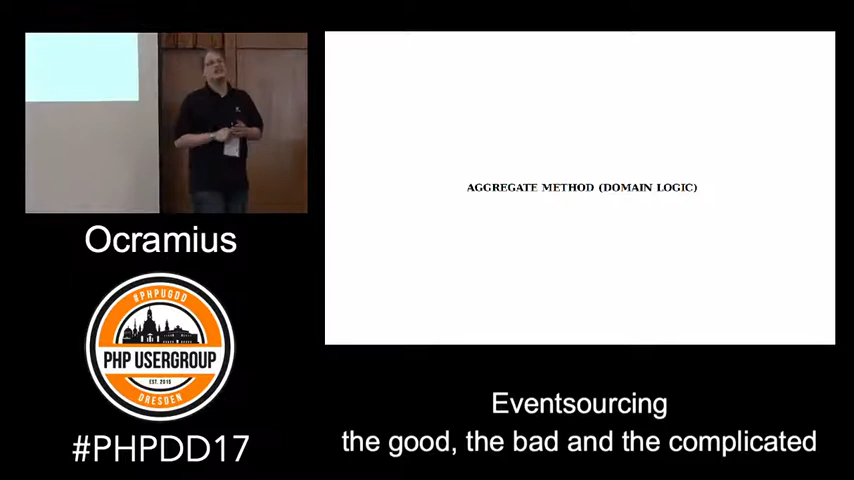 AGGREGATE METHOD (DOMAIN LOGIC)
Ocramius
#PHPUGDD
PHP USERGROUP
EST. 2010
DRESDEN
#PHPDD17
Eventsourcing
the good, the bad and the complicated